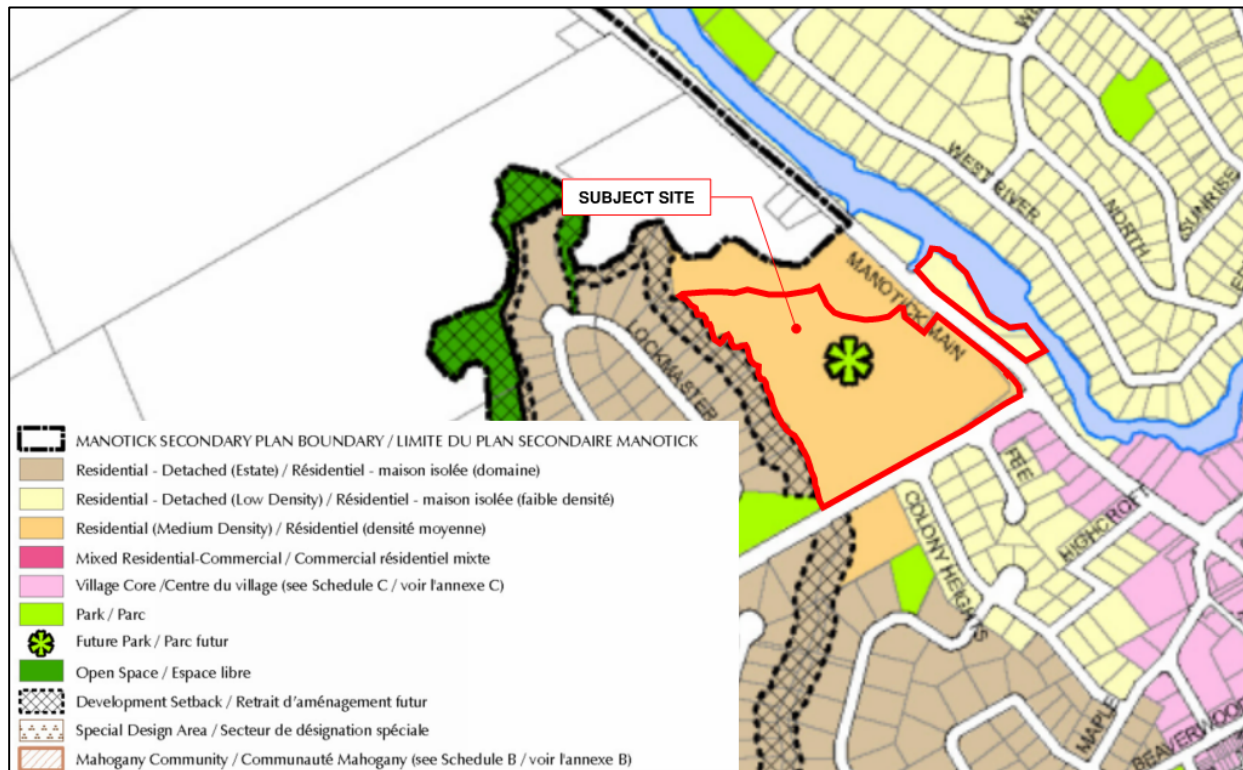 SUBJECT SITE
WEST RIVER
NORTH
SUNRISE
MANOTICK MAIN
LOCKMASTER
FEE
HIGHCROFT
COLONY HEIGHTS
MAPLE
BEAVERWOOD
MANOTICK SECONDARY PLAN BOUNDARY / LIMITE DU PLAN SECONDAIRE MANOTICK
Residential - Detached (Estate) / Résidentiel - maison isolée (domaine)
Residential - Detached (Low Density) / Résidentiel - maison isolée (faible densité)
Residential (Medium Density) / Résidentiel (densité moyenne)
Mixed Residential-Commercial / Commercial résidentiel mixte
Village Core /Centre du village (see Schedule C / voir l'annexe C)
Park / Parc
Future Park / Parc futur
Open Space / Espace libre
Development Setback / Retrait d'aménagement futur
Special Design Area / Secteur de désignation spéciale
Mahogany Community / Communauté Mahogany (see Schedule B / voir l'annexe B)